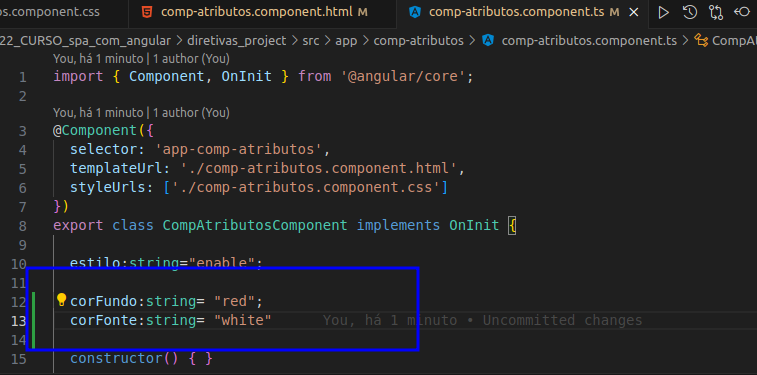 os.component.css
comp-atributos.component.html M
comp-atributos.component.ts M
22_CURSO_spa_com_angular > diretivas_project > src > app > comp-atributos > comp-atributos.component.ts > CompAt
You, há 1 minuto | 1 author (You)
1 import { Component, OnInit } from '@angular/core';
2
You, há 1 minuto | 1 author (You)
3 @Component({
4 selector: 'app-comp-atributos',
5 templateUrl: './comp-atributos.component.html',
6 styleUrls: ['./comp-atributos.component.css']
7 })
8 export class CompAtributosComponent implements OnInit {
9
10 estilo:string="enable";
11
12 corFundo:string= "red";
13 corFonte:string= "white" You, há 1 minuto • Uncommitted changes
14
15 constructor() { }